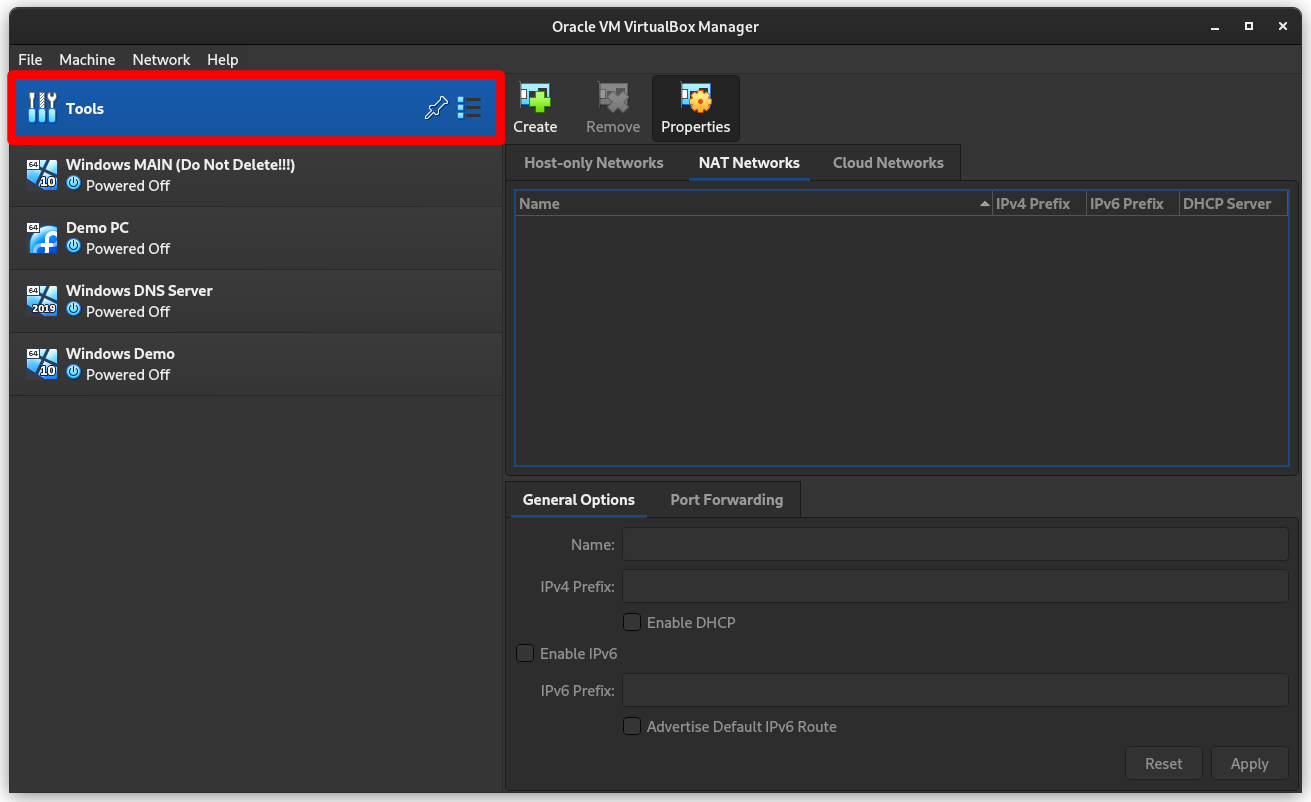 Oracle VM VirtualBox Manager
File Machine Network Help
Tools
Create Remove Properties
64
10
Windows MAIN (Do Not Delete!!!)
Powered Off
64
Demo PC
Powered Off
64
2019
Windows DNS Server
Powered Off
64
10
Windows Demo
Powered Off
Host-only Networks NAT Networks Cloud Networks
Name IPv4 Prefix IPv6 Prefix DHCP Server
General Options Port Forwarding
Name:
IPv4 Prefix:
Enable DHCP
Enable IPv6
IPv6 Prefix:
Advertise Default IPv6 Route
Reset Apply